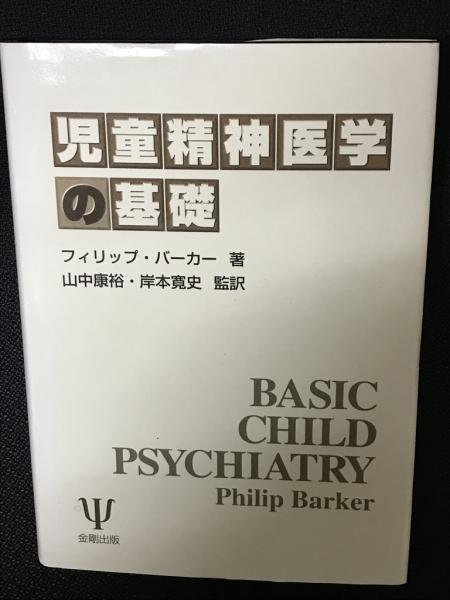 児童精神医学
の基礎
フィリップ・バーカー 著
山中康裕・岸本寛史 監訳
BASIC
CHILD
PSYCHIATRY
Philip Barker
金剛出版